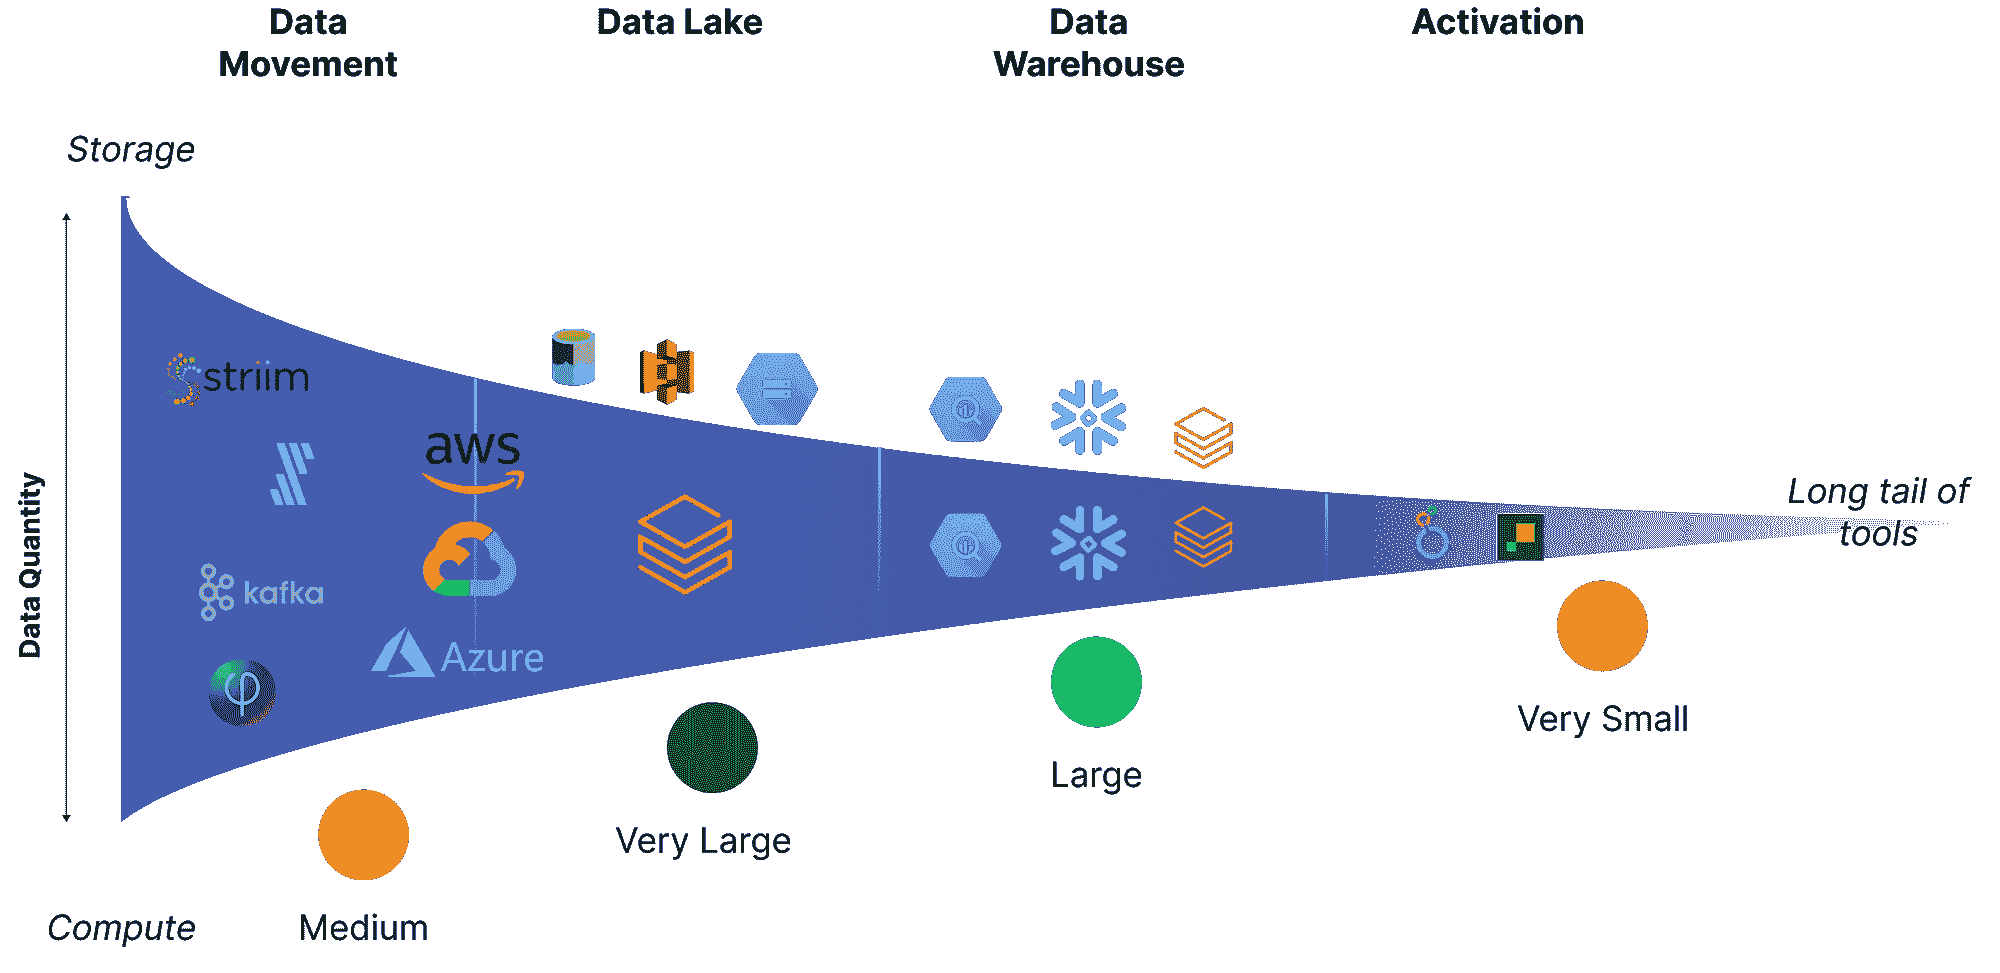 Data
Movement
Data Lake
Data
Warehouse
Activation
Storage
Data Quantity
striim
aws
kafka
Azure
Long tail of
tools
Very Small
Large
Very Large
Medium
Compute